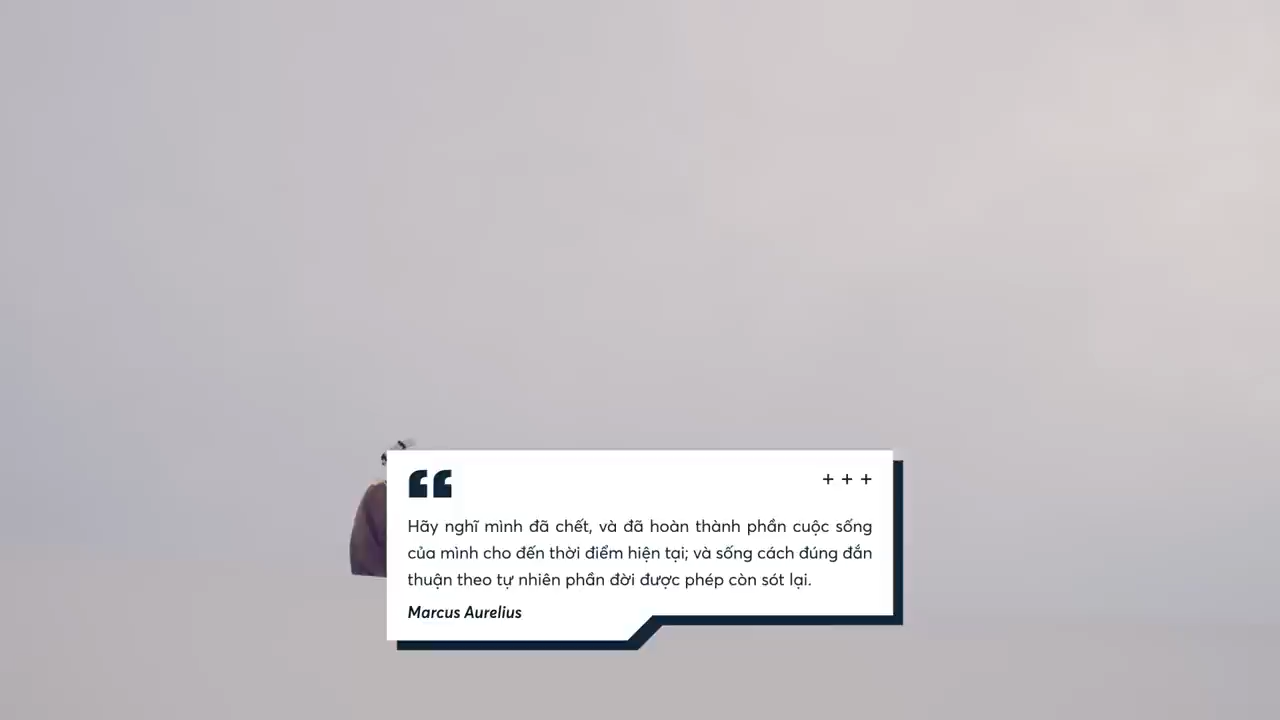 Hãy nghĩ mình đã chết, và đã hoàn thành phần cuộc sống
của mình cho đến thời điểm hiện tại; và sống cách đúng đắn
thuận theo tự nhiên phần đời được phép còn sót lại.
Marcus Aurelius